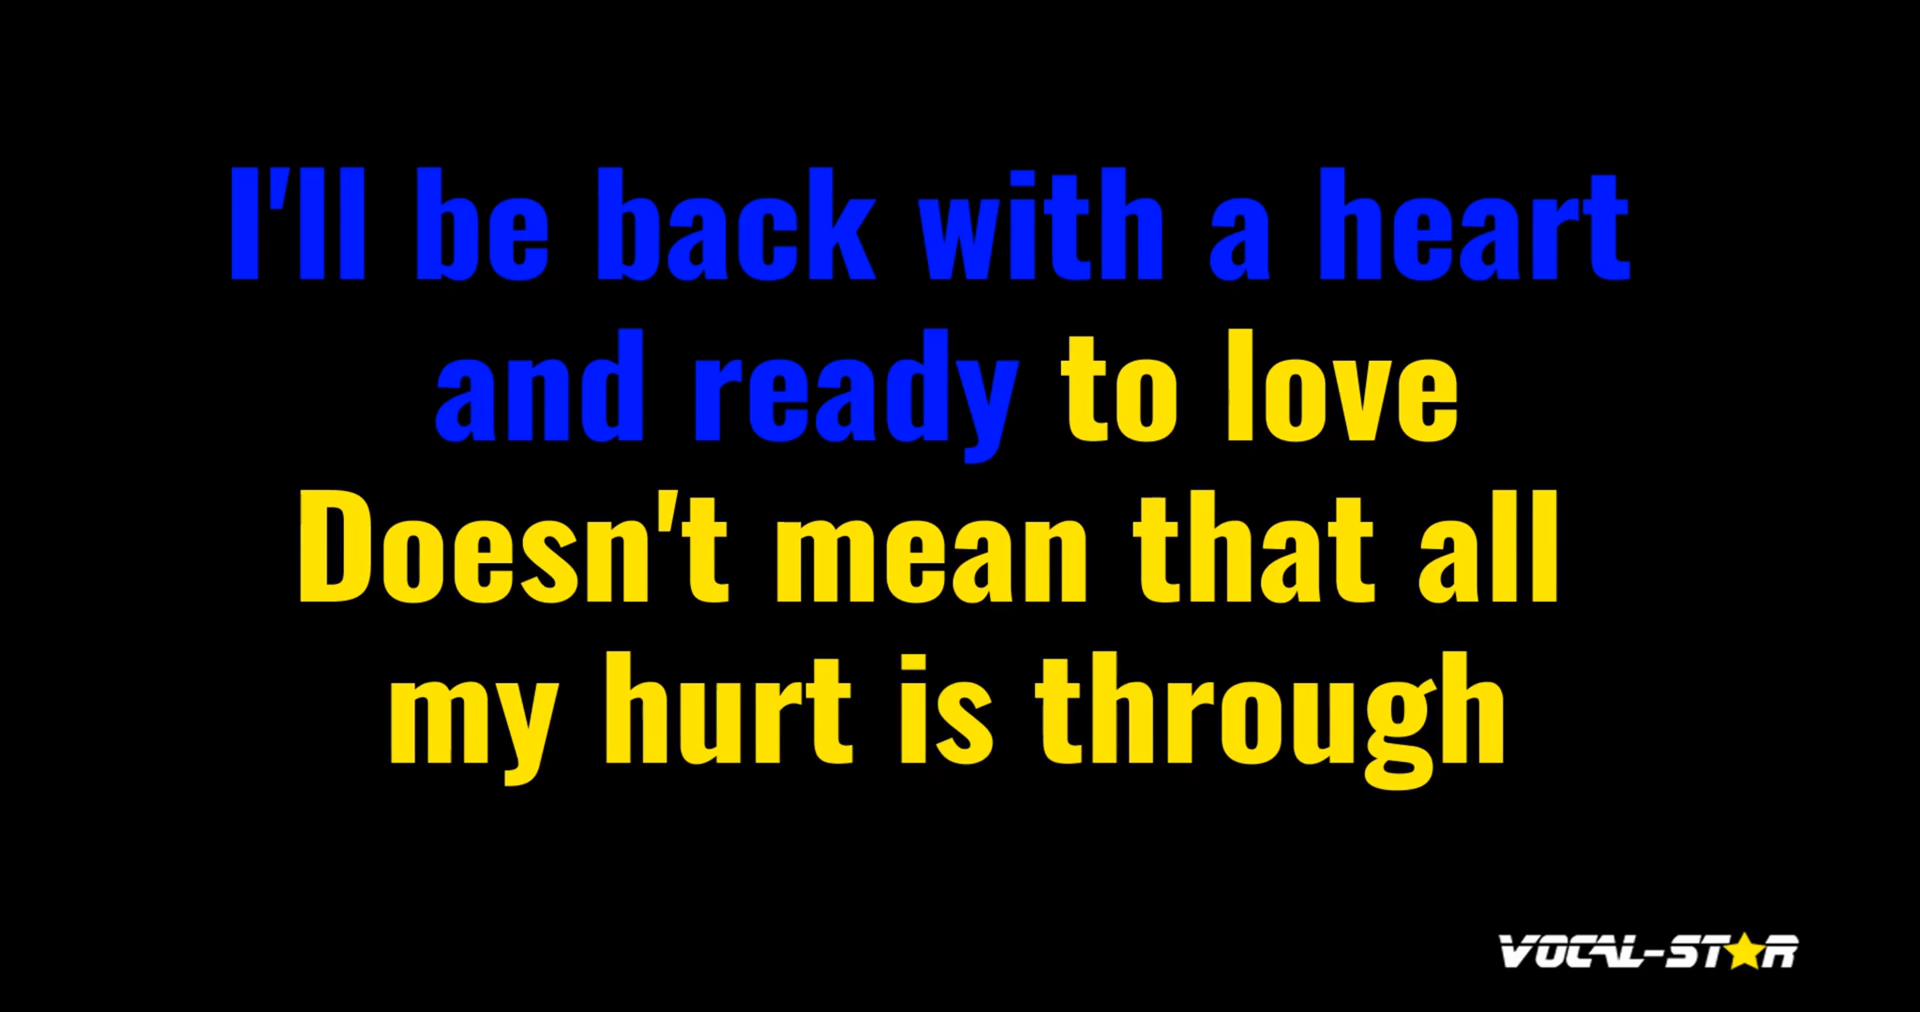 I'll be back with a heart
and ready to love
Doesn't mean that all
my hurt is through
VOCAL-STAR